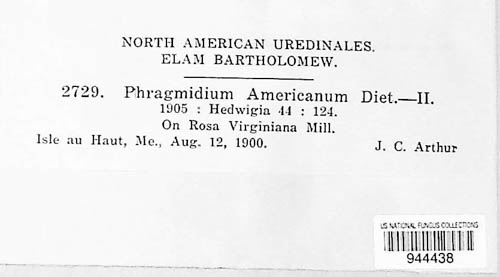 NORTH AMERICAN UREDINALES.
ELAM BARTHOLOMEW.
2729. Phragmidium Americanum Diet.—II.
1905 : Hedwigia 44 : 124.
On Rosa Virginiana Mill.
Isle au Haut, Me., Aug. 12, 1900. J. C. Arthur
US NATIONAL FUNGUS COLLECTIONS
944438